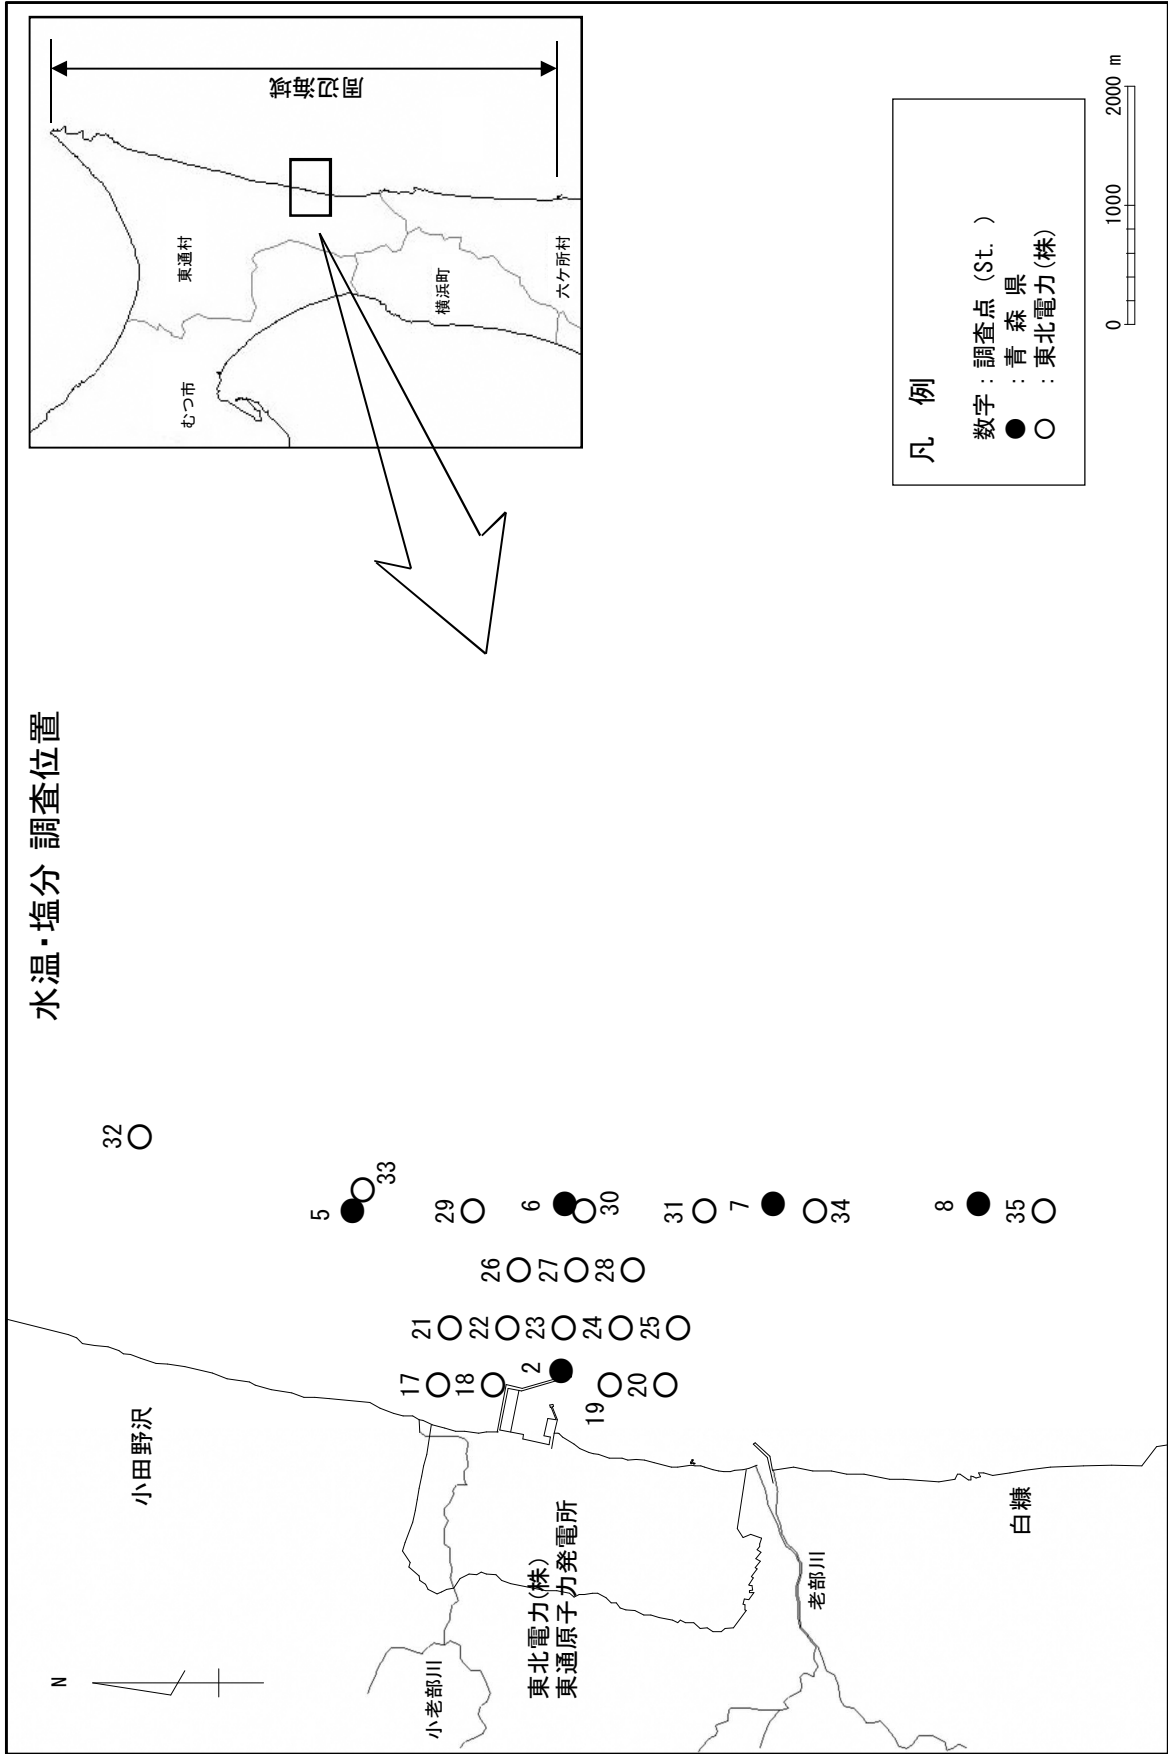 水温・塩分 調査位置
周辺海域
むつ市
東通村
横浜町
六ケ所村
N
小田野沢
小老部川
東北電力(株)
東通原子力発電所
老部川
白糠
32
5
33
29
6
30
31
7
34
8
35
26
27
28
21
22
23
24
25
17
18
2
19
20
凡 例
数字：調査点 (St. )
●：青 森 県
○：東北電力(株)
0 1000 2000 m